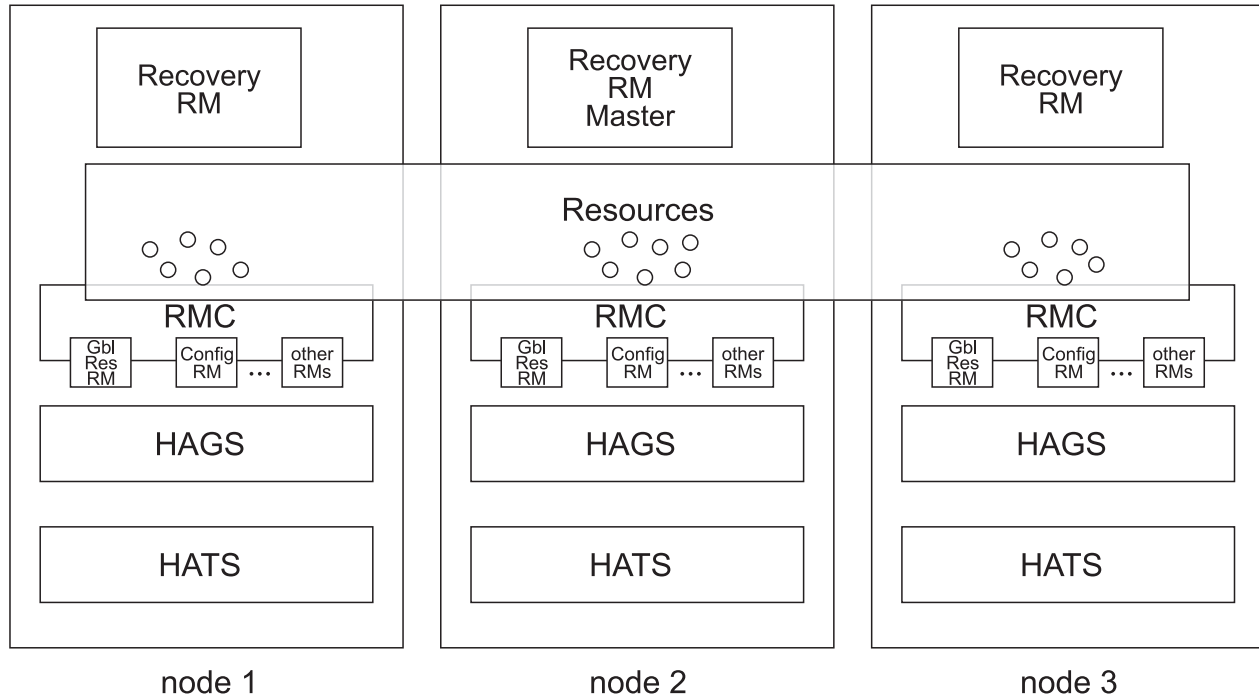 Recovery
RM
Recovery
RM
Master
Recovery
RM
Resources
RMC
RMC
RMC
Gbl
Res
RM
Config
RM
...
other
RMs
Gbl
Res
RM
Config
RM
...
other
RMs
Gbl
Res
RM
Config
RM
...
other
RMs
HAGS
HAGS
HAGS
HATS
HATS
HATS
node 1
node 2
node 3